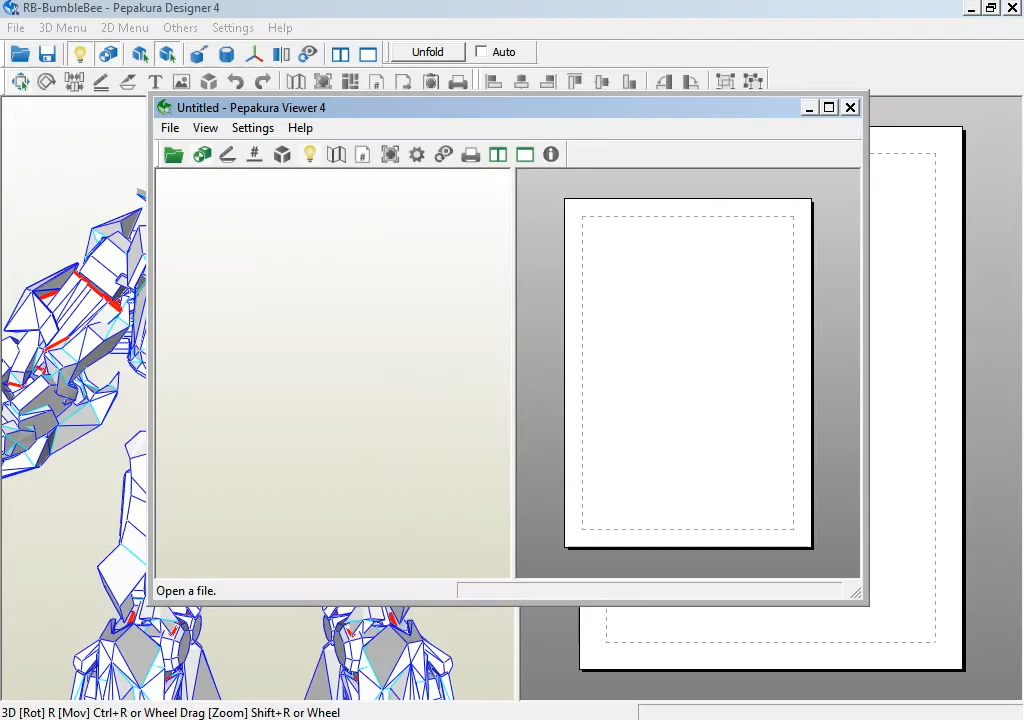 RB-BumbleBee - Pepakura Designer 4
File 3D Menu 2D Menu Others Settings Help
Unfold Auto
Untitled - Pepakura Viewer 4
File View Settings Help
Open a file.
3D [Rot] R [Mov] Ctrl+R or Wheel Drag [Zoom] Shift+R or Wheel